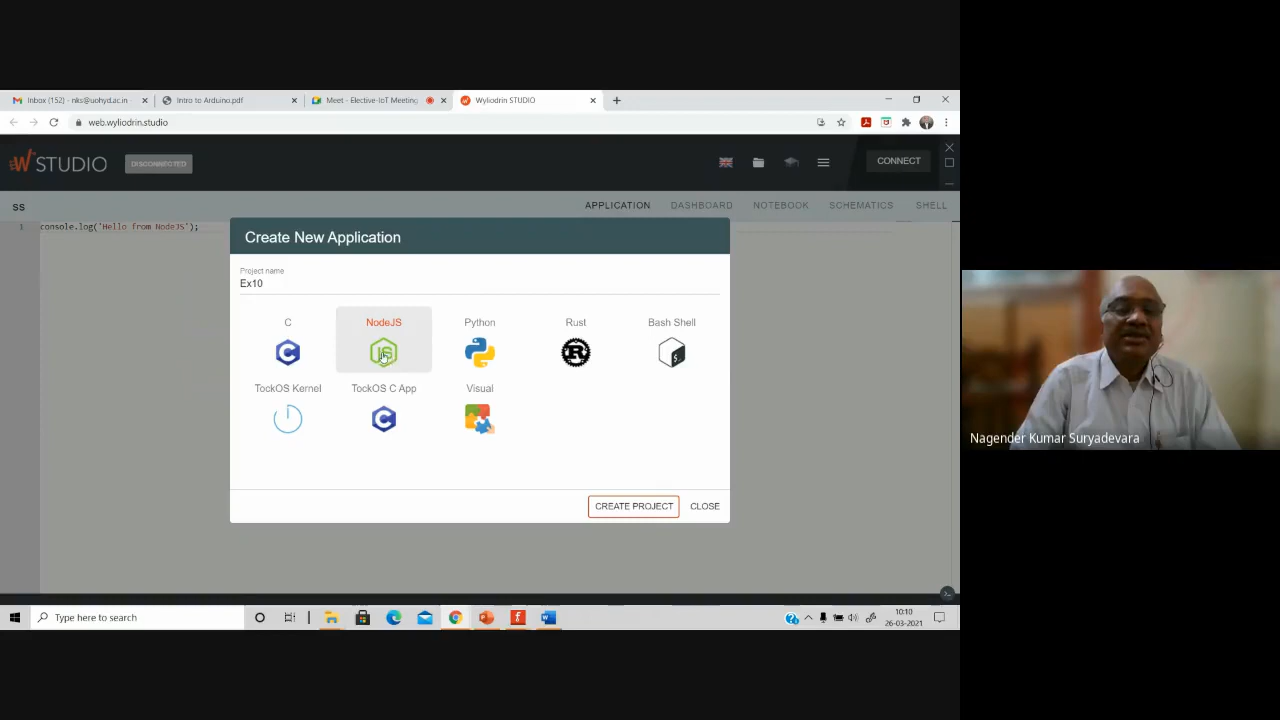 Inbox (152) - nks@uohyd.ac.in
Intro to Arduino.pdf
Meet - Elective-IoT Meeting
Wyliodrin STUDIO
web.wyliodrin.studio
STUDIO
DISCONNECTED
CONNECT
SS
APPLICATION
DASHBOARD
NOTEBOOK
SCHEMATICS
SHELL
1 console.log('Hello from NodeJS');
Create New Application
Project name
Ex10
C
NodeJS
Python
Rust
Bash Shell
TockOS Kernel
TockOS C App
Visual
CREATE PROJECT
CLOSE
Nagender Kumar Suryadevara
Type here to search
10:10
26-03-2021